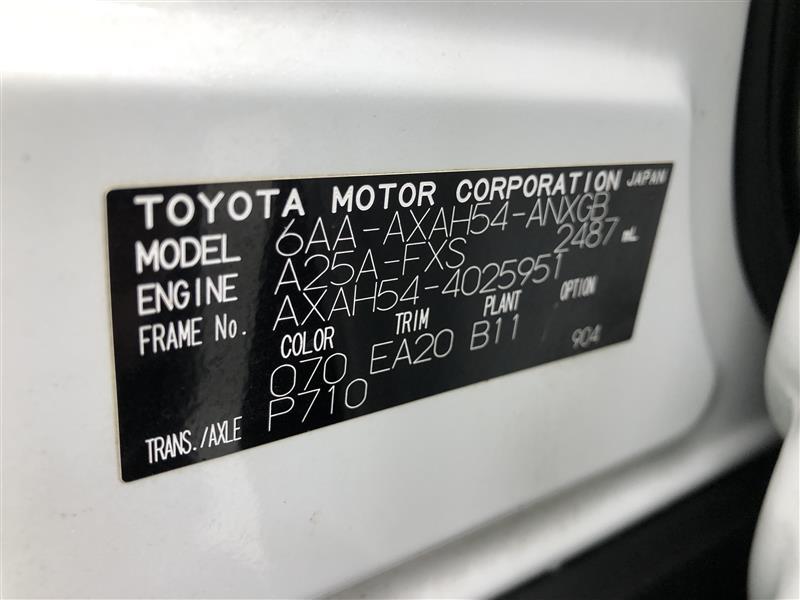 TOYOTA MOTOR CORPORATION JAPAN
MODEL 6AA-AXAH54-ANXGB
ENGINE A25A-FXS 2487 mL
FRAME No. AXAH54-4025951
COLOR TRIM PLANT OPTION
070 EA20 B11 904
TRANS./AXLE P710